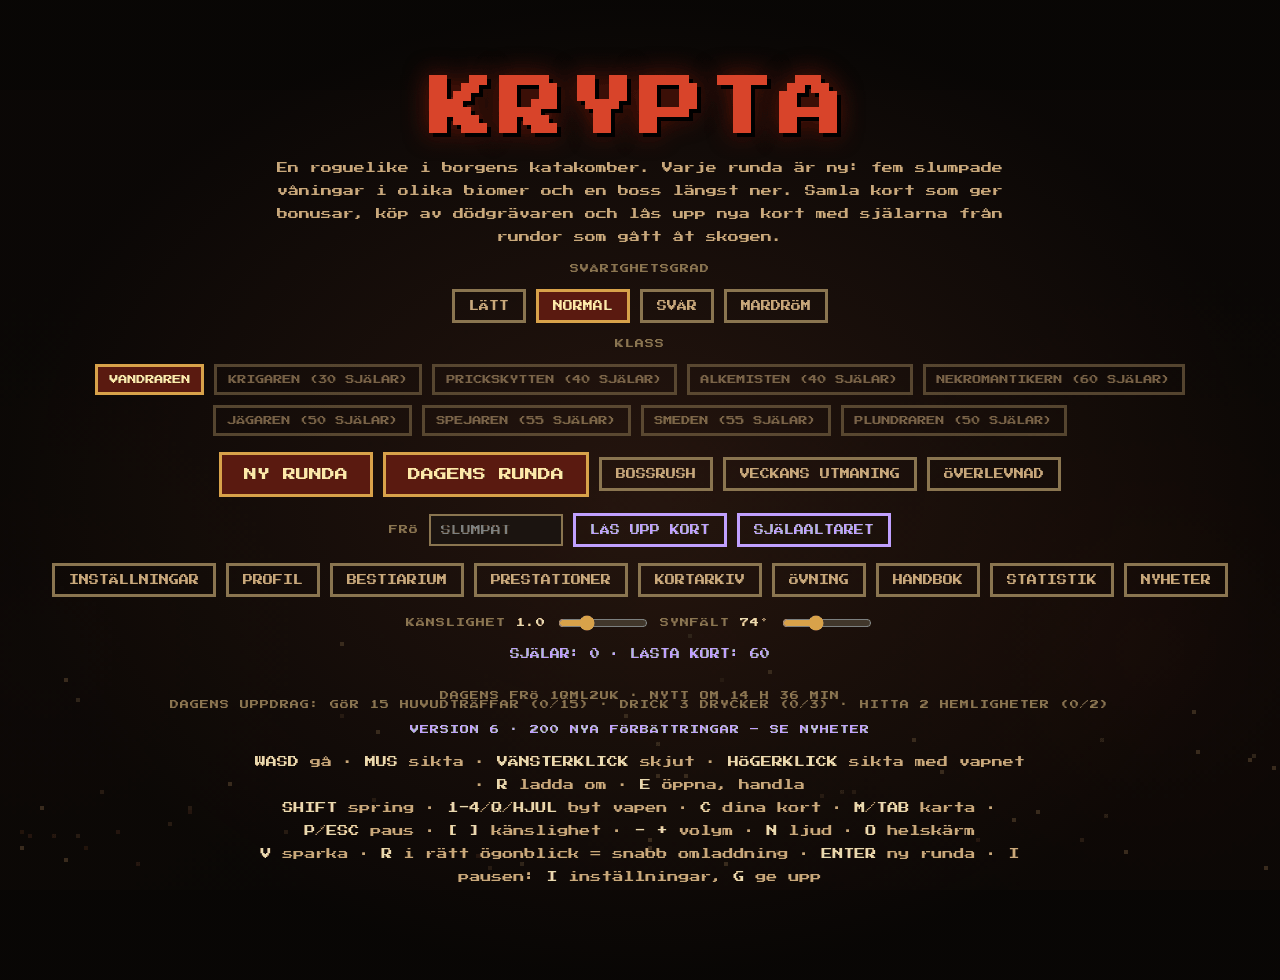 KRYPTA
En roguelike i borgens katakomber. Varje runda är ny: fem slumpade
våningar i olika biomer och en boss längst ner. Samla kort som ger
bonusar, köp av dödgrävaren och lås upp nya kort med själarna från
rundor som gått åt skogen.
SVÅRIGHETSGRAD
LÄTT NORMAL SVÅR MARDRÖM
KLASS
VANDRAREN KRIGAREN (30 SJÄLAR) PRICKSKYTTEN (40 SJÄLAR) ALKEMISTEN (40 SJÄLAR) NEKROMANTIKERN (60 SJÄLAR)
JÄGAREN (50 SJÄLAR) SPEJAREN (55 SJÄLAR) SMEDEN (55 SJÄLAR) PLUNDRAREN (50 SJÄLAR)
NY RUNDA DAGENS RUNDA BOSSRUSH VECKANS UTMANING ÖVERLEVNAD
FRÖ SLUMPAT LÅS UPP KORT SJÄLAALTARET
INSTÄLLNINGAR PROFIL BESTIARIUM PRESTATIONER KORTARKIV ÖVNING HANDBOK STATISTIK NYHETER
KÄNSLIGHET 1.0 SYNFÄLT 74°
SJÄLAR: 0 · LÅSTA KORT: 60
DAGENS FRÖ 1QML2UK · NYTT OM 14 H 36 MIN
DAGENS UPPDRAG: GÖR 15 HUVUDTRÄFFAR (0/15) · DRICK 3 DRYCKER (0/3) · HITTA 2 HEMLIGHETER (0/2)
VERSION 6 · 200 NYA FÖRBÄTTRINGAR — SE NYHETER
WASD gå · MUS sikta · VÄNSTERKLICK skjut · HÖGERKLICK sikta med vapnet
· R ladda om · E öppna, handla
SHIFT spring · 1-4/Q/HJUL byt vapen · C dina kort · M/TAB karta ·
P/ESC paus · [ ] känslighet · - + volym · N ljud · O helskärm
V sparka · R i rätt ögonblick = snabb omladdning · ENTER ny runda · I
pausen: I inställningar, G ge upp